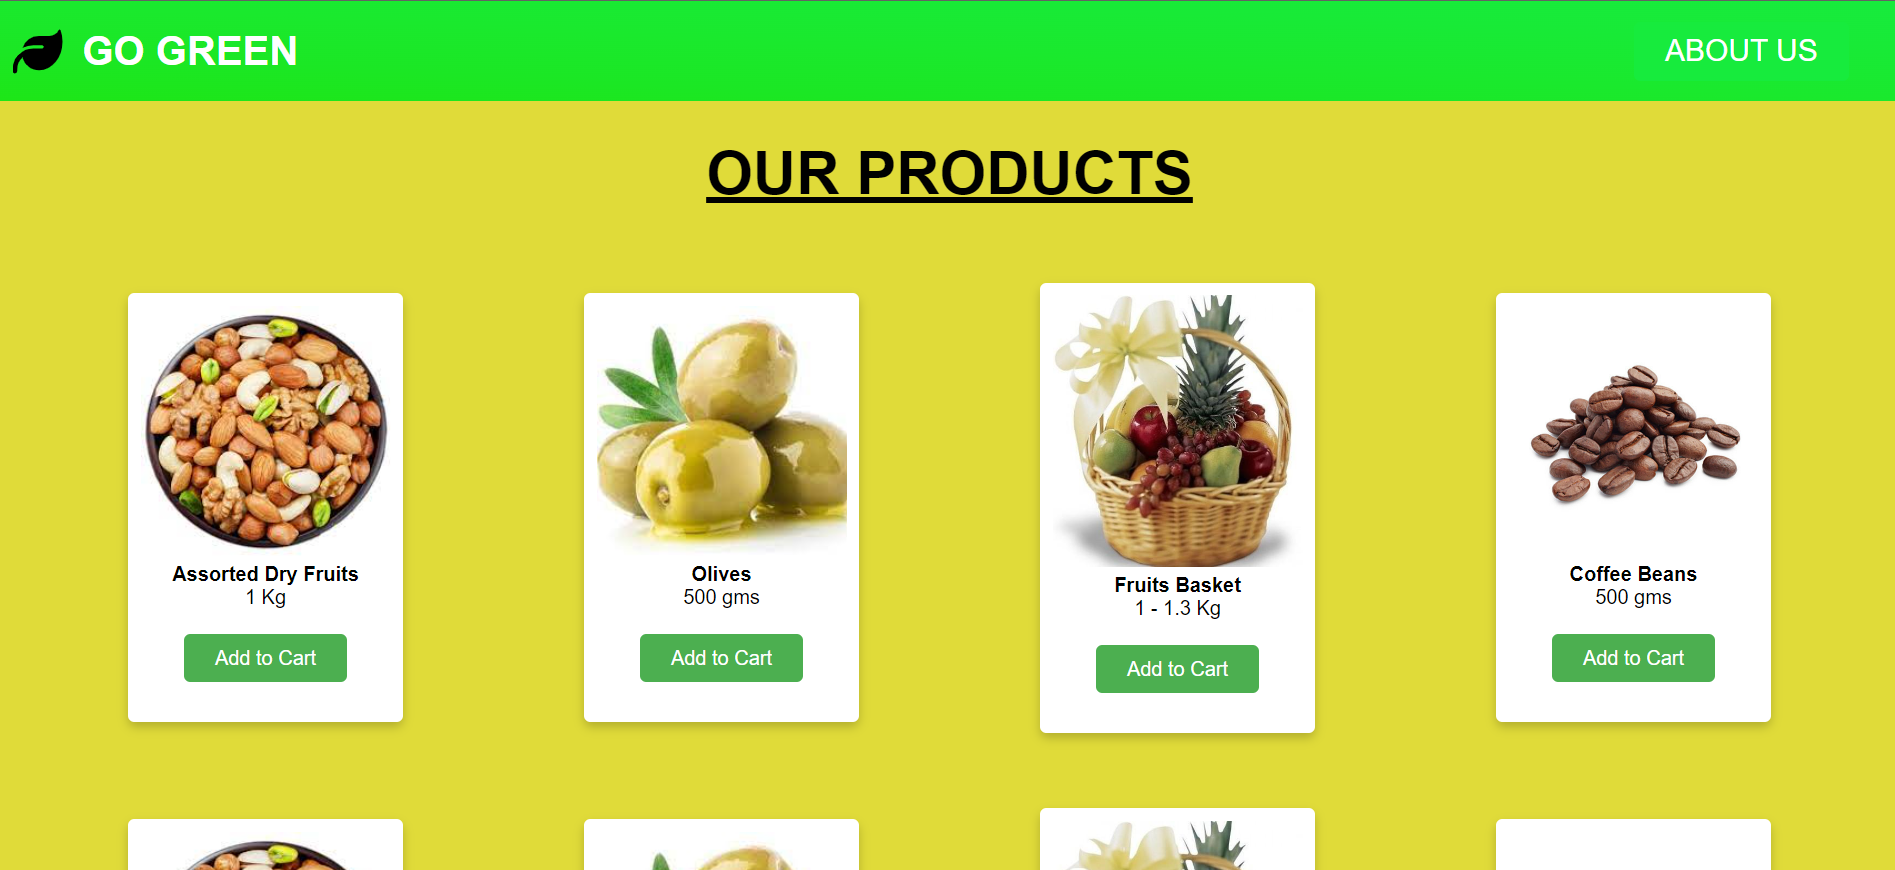 GO GREEN
ABOUT US
OUR PRODUCTS
Assorted Dry Fruits
1 Kg
Add to Cart
Olives
500 gms
Add to Cart
Fruits Basket
1 - 1.3 Kg
Add to Cart
Coffee Beans
500 gms
Add to Cart